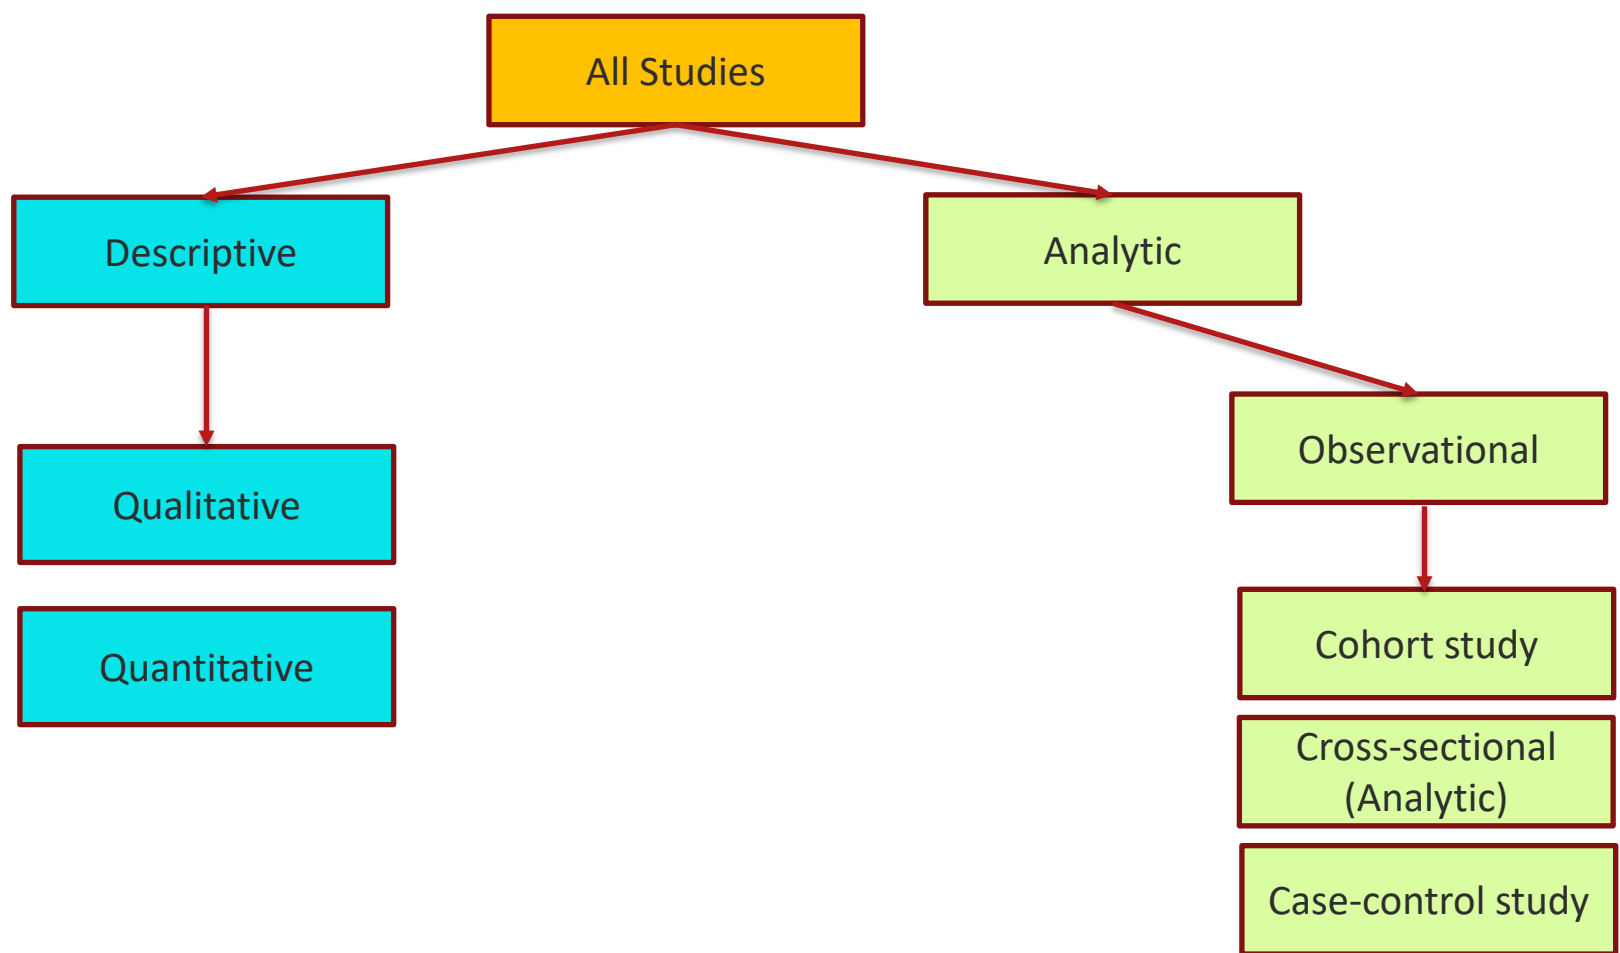 All Studies
Descriptive
Analytic
Observational
Qualitative
Cohort study
Quantitative
Cross-sectional
(Analytic)
Case-control study